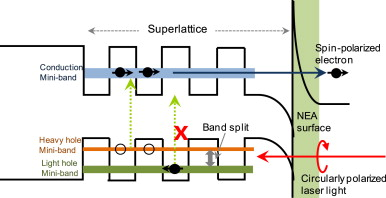 Superlattice
Conduction
Mini-band
Spin-polarized
electron
NEA
surface
Heavy hole
Mini-band
Light hole
Mini-band
X
Band split
Circularly polarized
laser light